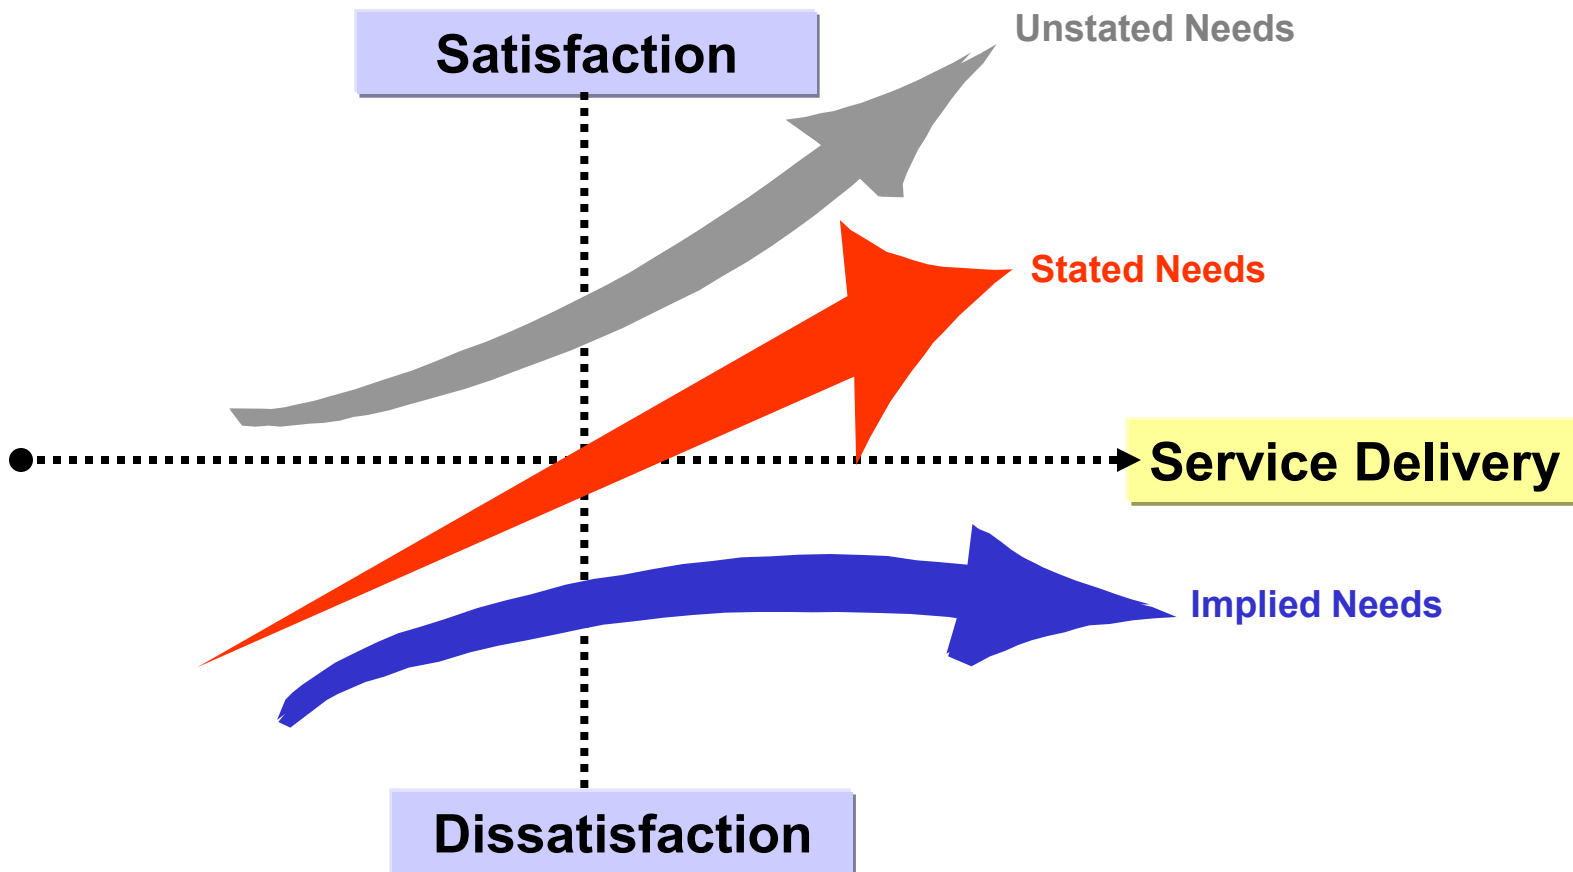 Unstated Needs
Satisfaction
Stated Needs
Service Delivery
Implied Needs
Dissatisfaction